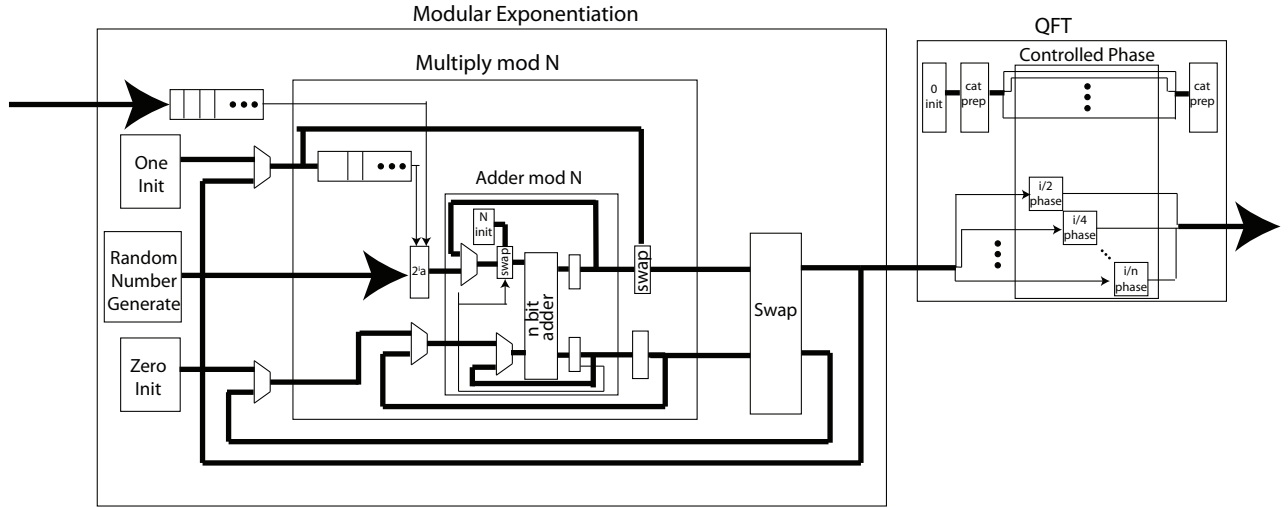 Modular Exponentiation
QFT
Multiply mod N
Controlled Phase
0
init
cat
prep
cat
prep
One
Init
Adder mod N
N
init
swap
i/2
phase
i/4
phase
i/n
phase
Random
Number
Generate
2ⁱa
swap
n bit
adder
Swap
Zero
Init